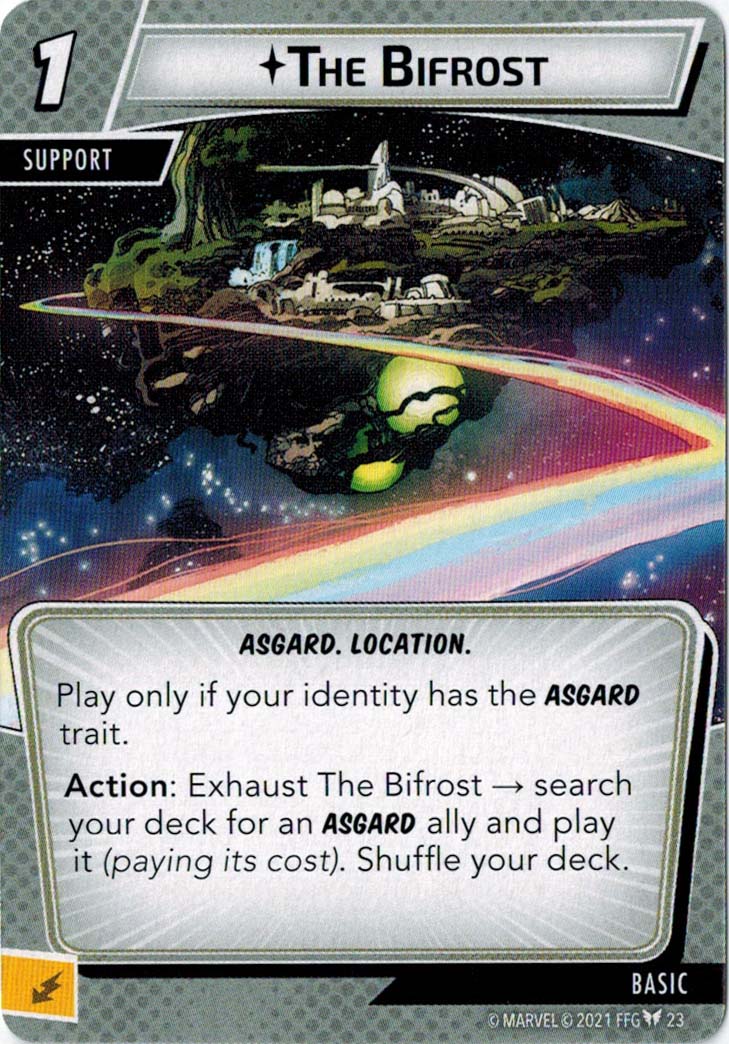 1
THE BIFROST
SUPPORT
ASGARD. LOCATION.
Play only if your identity has the ASGARD
trait.
Action: Exhaust The Bifrost → search
your deck for an ASGARD ally and play
it (paying its cost). Shuffle your deck.
BASIC
© MARVEL © 2021 FFG 23